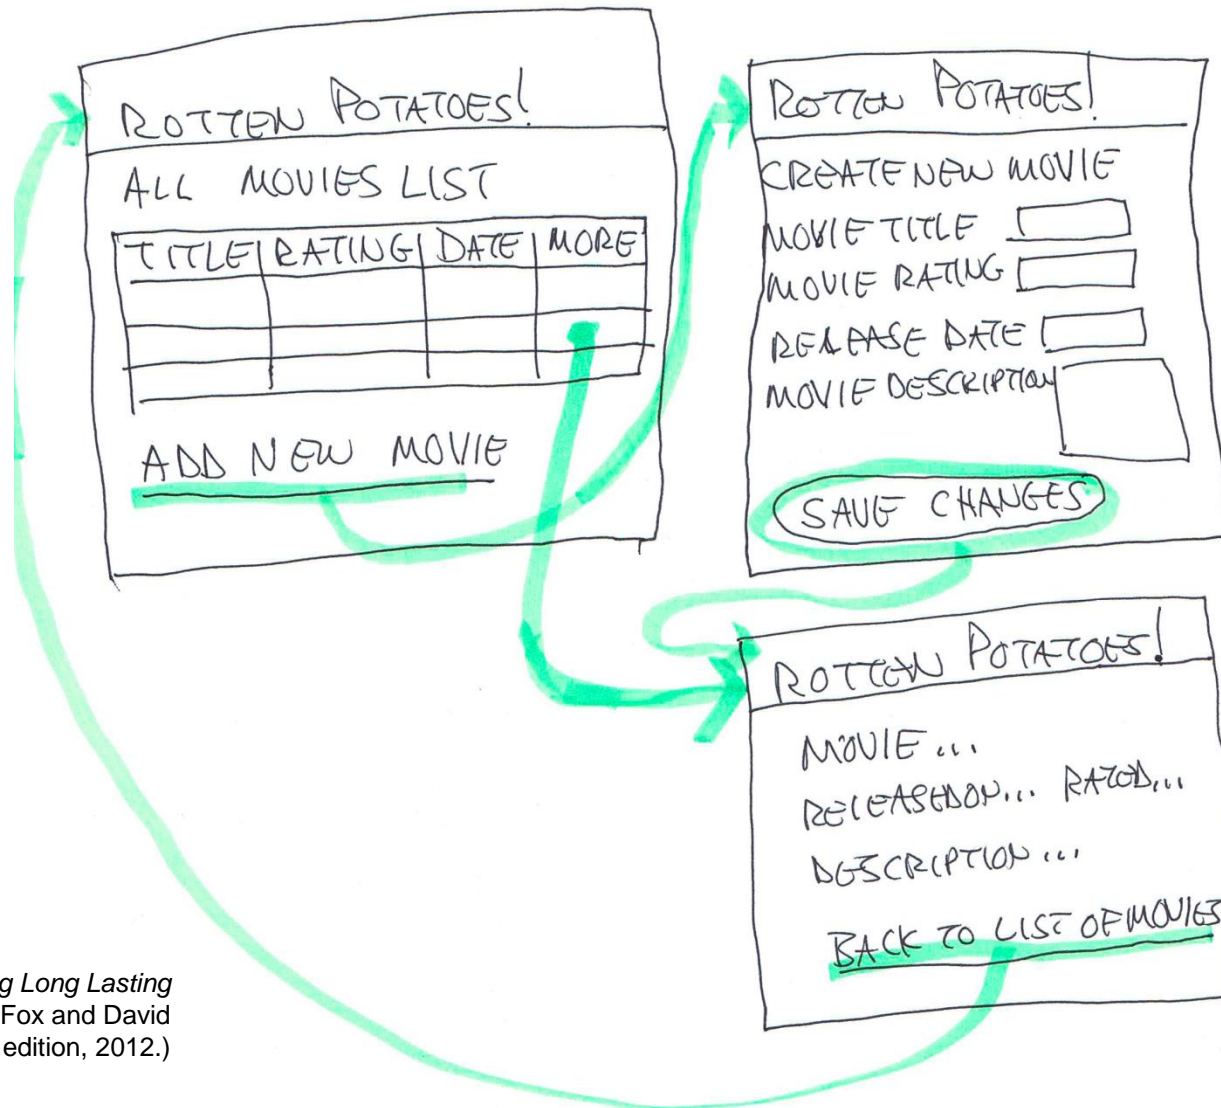 ROTTEN POTATOES!
ALL MOVIES LIST
TITLE RATING DATE MORE
ADD NEW MOVIE
ROTTEN POTATOES!
CREATE NEW MOVIE
MOVIE TITLE
MOVIE RATING
RELEASE DATE
MOVIE DESCRIPTION
SAVE CHANGES
ROTTEN POTATOES!
MOVIE ...
RELEASED ON... RATED...
DESCRIPTION ...
BACK TO LIST OF MOVIES
g Long Lasting
Fox and David
edition, 2012.)